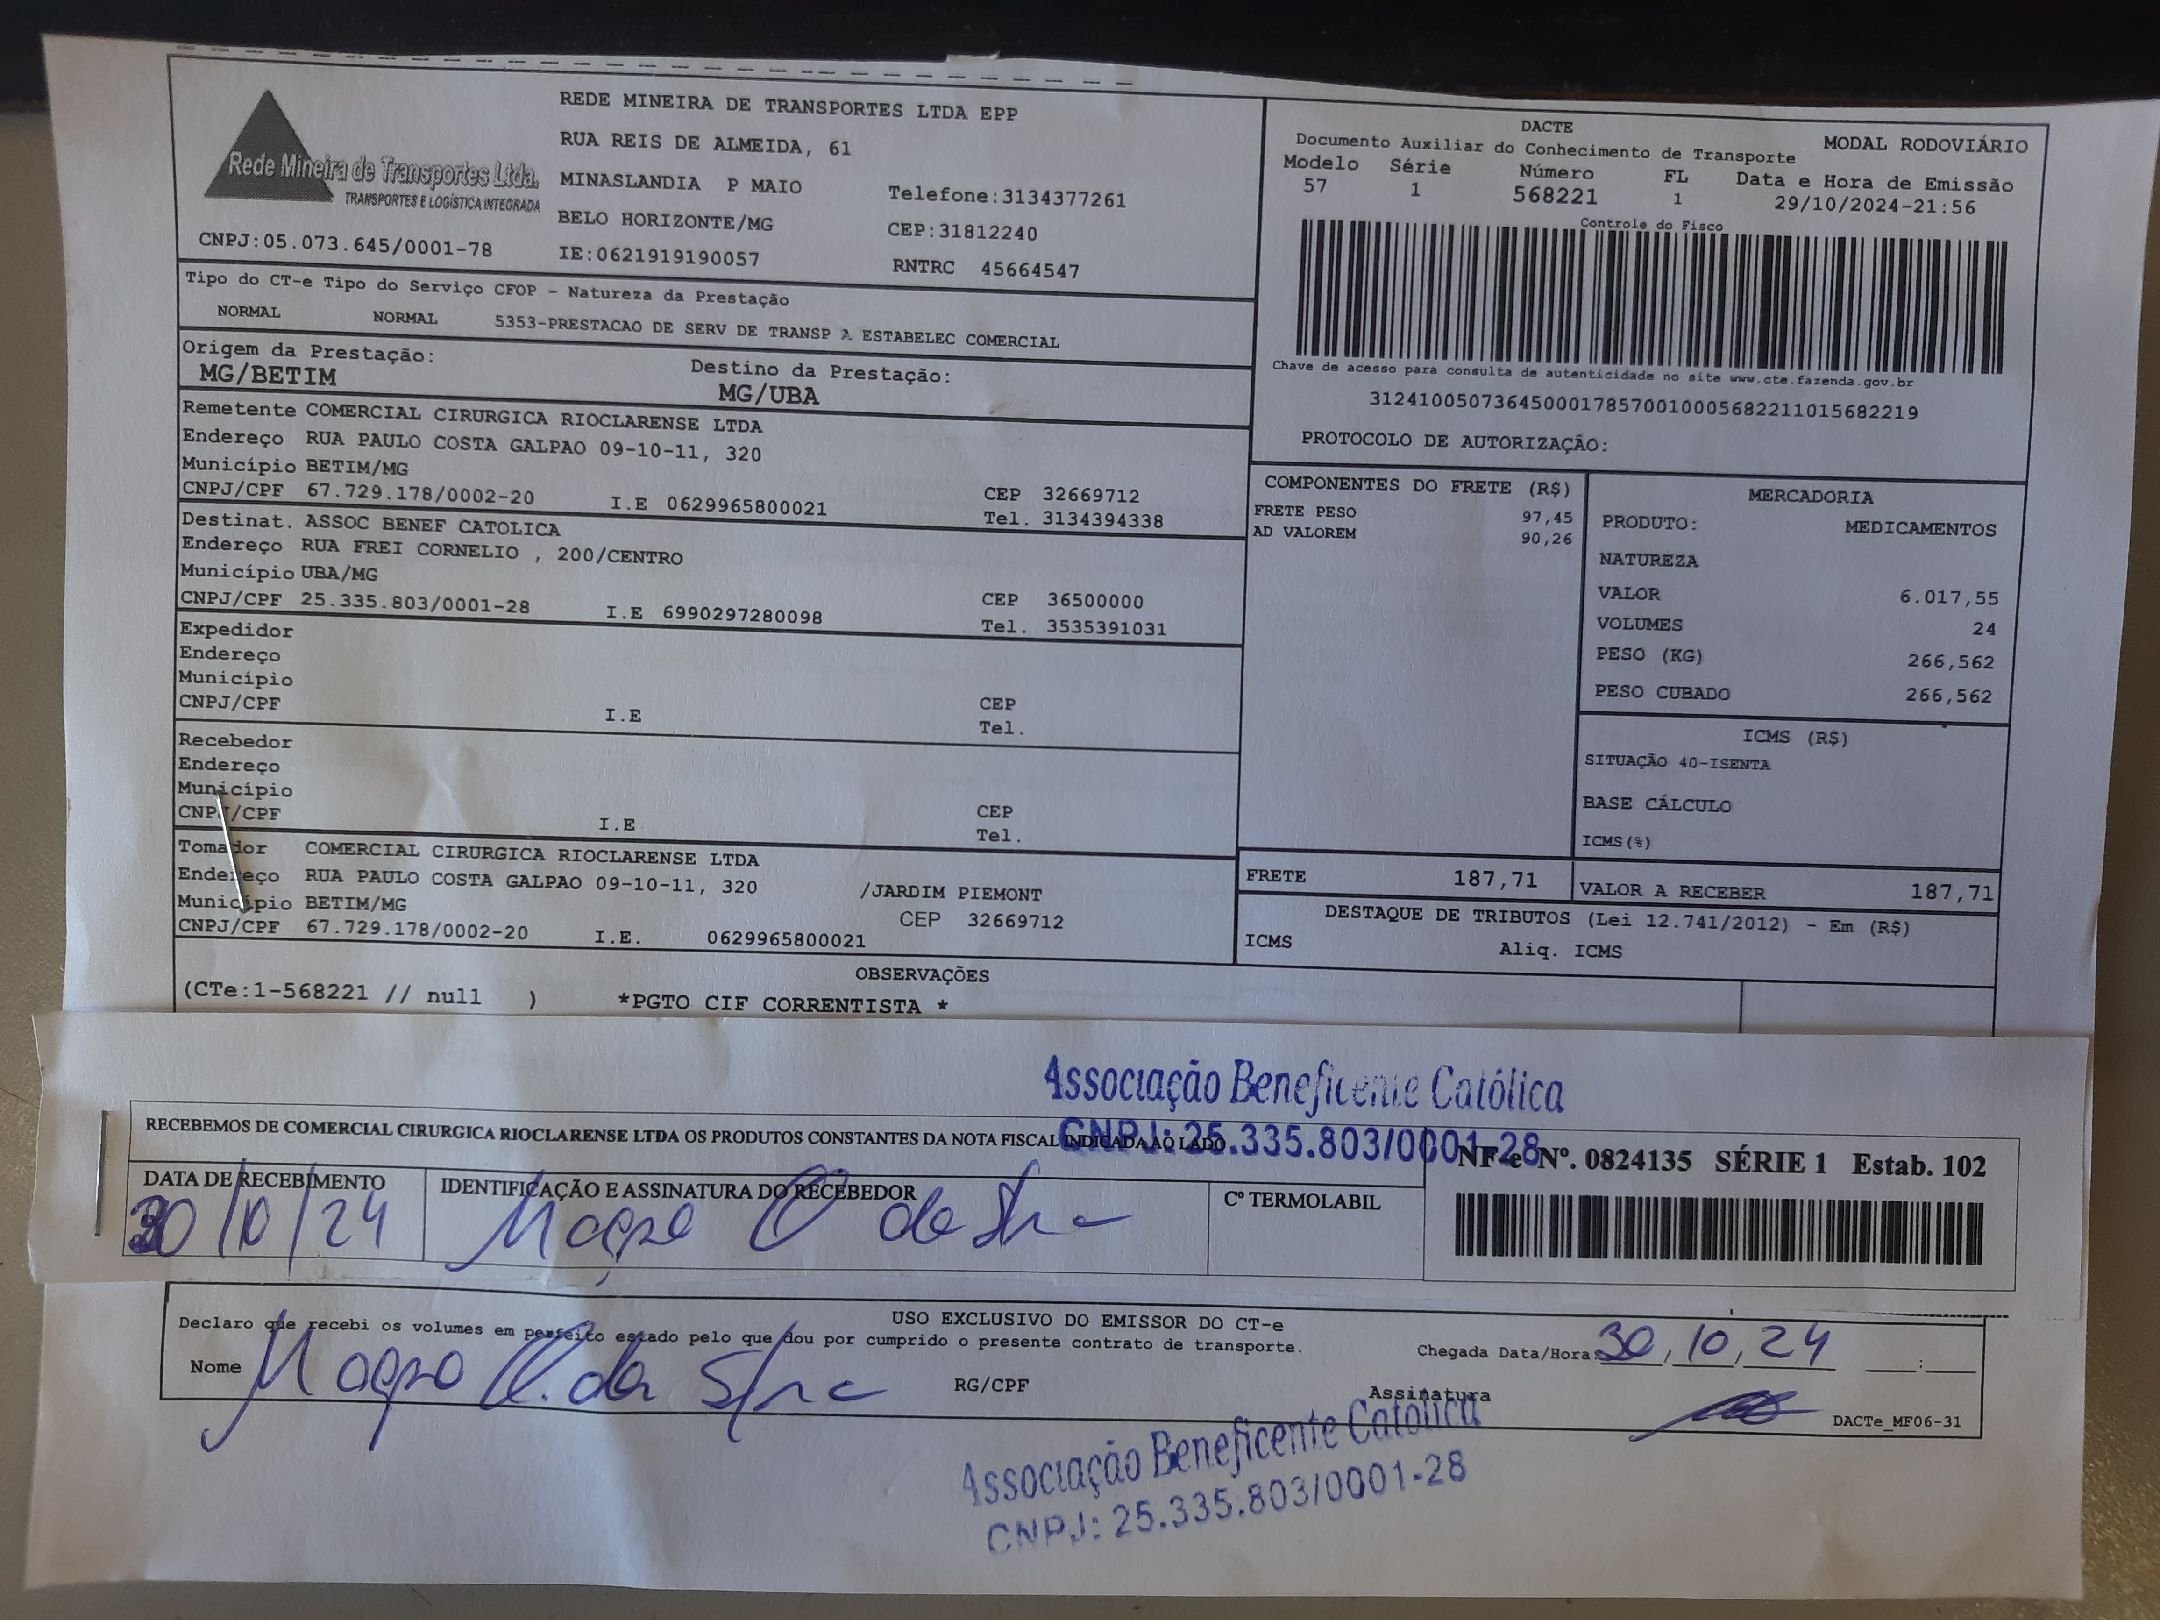 REDE MINEIRA DE TRANSPORTES LTDA EPP
RUA REIS DE ALMEIDA, 61
MINASLANDIA P MAIO
Telefone:3134377261
BELO HORIZONTE/MG
CEP:31812240
IE:0621919190057
RNTRC 45664547
Rede Mineira de Transportes Ltda.
TRANSPORTES E LOGÍSTICA INTEGRADA
CNPJ:05.073.645/0001-78
DACTE
MODAL RODOVIÁRIO
Documento Auxiliar do Conhecimento de Transporte
Modelo Série Número FL Data e Hora de Emissão
57 1 568221 1 29/10/2024-21:56
Controle do Fisco
Chave de acesso para consulta de autenticidade no site www.cte.fazenda.gov.br
31241005073645000178570010005682211015682219
PROTOCOLO DE AUTORIZAÇÃO:
Tipo do CT-e Tipo do Serviço CFOP - Natureza da Prestação
NORMAL NORMAL 5353-PRESTACAO DE SERV DE TRANSP A ESTABELEC COMERCIAL
Origem da Prestação: Destino da Prestação:
MG/BETIM MG/UBA
Remetente COMERCIAL CIRURGICA RIOCLARENSE LTDA
Endereço RUA PAULO COSTA GALPAO 09-10-11, 320
Município BETIM/MG CEP 32669712
CNPJ/CPF 67.729.178/0002-20 I.E 0629965800021 Tel. 3134394338
Destinat. ASSOC BENEF CATOLICA
Endereço RUA FREI CORNELIO , 200/CENTRO
Município UBA/MG CEP 36500000
CNPJ/CPF 25.335.803/0001-28 I.E 6990297280098 Tel. 3535391031
Expedidor
Endereço
Município CEP
CNPJ/CPF I.E Tel.
Recebedor
Endereço
Município CEP
CNPJ/CPF I.E Tel.
Tomador COMERCIAL CIRURGICA RIOCLARENSE LTDA
Endereço RUA PAULO COSTA GALPAO 09-10-11, 320 /JARDIM PIEMONT
Município BETIM/MG CEP 32669712
CNPJ/CPF 67.729.178/0002-20 I.E. 0629965800021
COMPONENTES DO FRETE (R$)
FRETE PESO 97,45
AD VALOREM 90,26
MERCADORIA
PRODUTO: MEDICAMENTOS
NATUREZA
VALOR 6.017,55
VOLUMES 24
PESO (KG) 266,562
PESO CUBADO 266,562
ICMS (R$)
SITUAÇÃO 40-ISENTA
BASE CÁLCULO
ICMS(%)
FRETE 187,71 VALOR A RECEBER 187,71
DESTAQUE DE TRIBUTOS (Lei 12.741/2012) - Em (R$)
ICMS Aliq. ICMS
OBSERVAÇÕES
(CTe:1-568221 // null ) *PGTO CIF CORRENTISTA *
Associação Beneficente Católica
CNPJ: 25.335.803/0001-28
RECEBEMOS DE COMERCIAL CIRURGICA RIOCLARENSE LTDA OS PRODUTOS CONSTANTES DA NOTA FISCAL INDICADA AO LADO
NF-e Nº. 0824135 SÉRIE 1 Estab. 102
DATA DE RECEBIMENTO IDENTIFICAÇÃO E ASSINATURA DO RECEBEDOR Cº TERMOLABIL
30/10/24
USO EXCLUSIVO DO EMISSOR DO CT-e
Declaro que recebi os volumes em perfeito estado pelo que dou por cumprido o presente contrato de transporte.
Chegada Data/Hora: 30,10,24 :
Nome RG/CPF Assinatura
DACTe_MF06-31
Associação Beneficente Católica
CNPJ: 25.335.803/0001-28